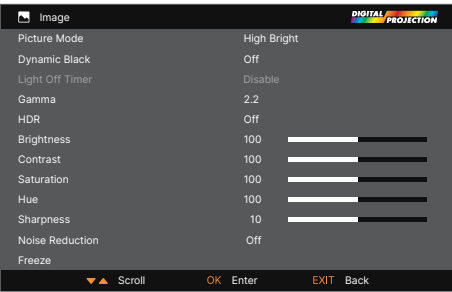 Image
DIGITAL PROJECTION
Picture Mode High Bright
Dynamic Black Off
Light Off Timer Disable
Gamma 2.2
HDR Off
Brightness 100
Contrast 100
Saturation 100
Hue 100
Sharpness 10
Noise Reduction Off
Freeze
Scroll OK Enter EXIT Back